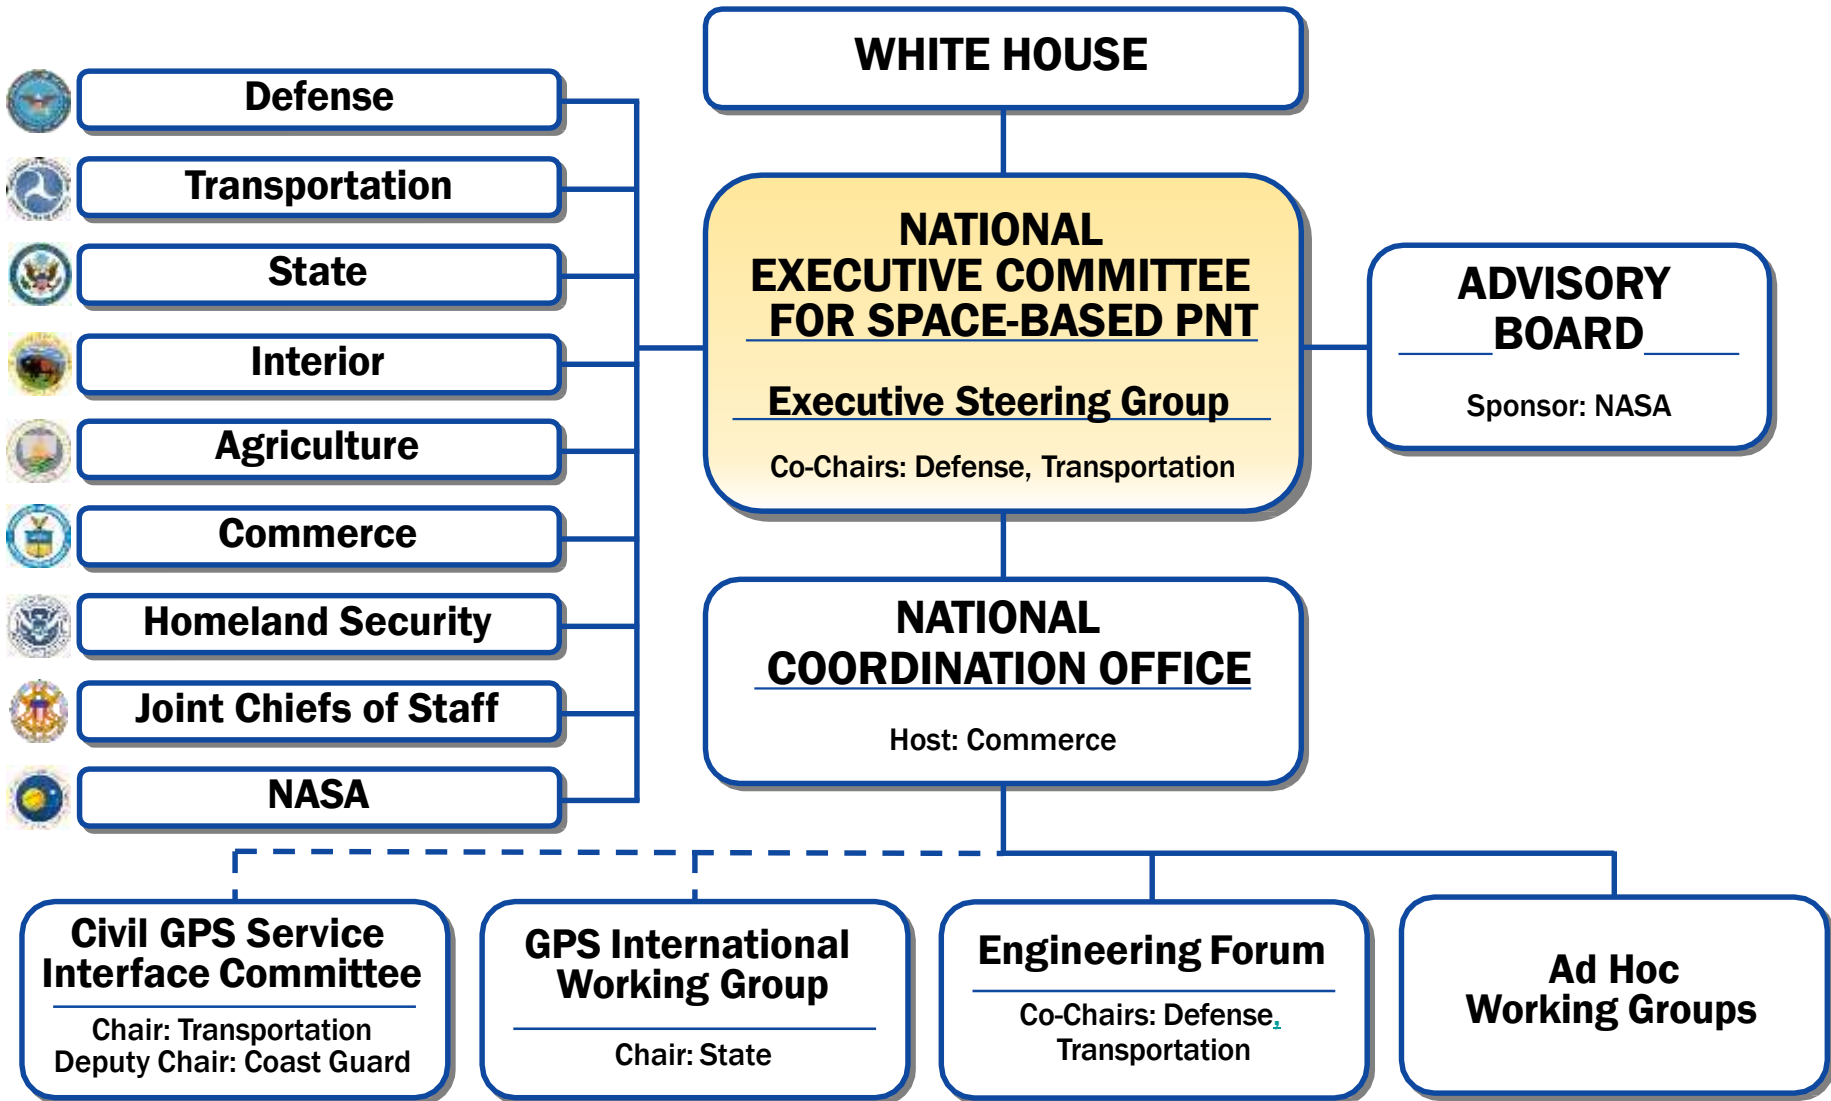 WHITE HOUSE
Defense
Transportation
State
Interior
Agriculture
Commerce
Homeland Security
Joint Chiefs of Staff
NASA
NATIONAL
EXECUTIVE COMMITTEE
FOR SPACE-BASED PNT
Executive Steering Group
Co-Chairs: Defense, Transportation
ADVISORY
BOARD
Sponsor: NASA
NATIONAL
COORDINATION OFFICE
Host: Commerce
Civil GPS Service
Interface Committee
Chair: Transportation
Deputy Chair: Coast Guard
GPS International
Working Group
Chair: State
Engineering Forum
Co-Chairs: Defense,
Transportation
Ad Hoc
Working Groups